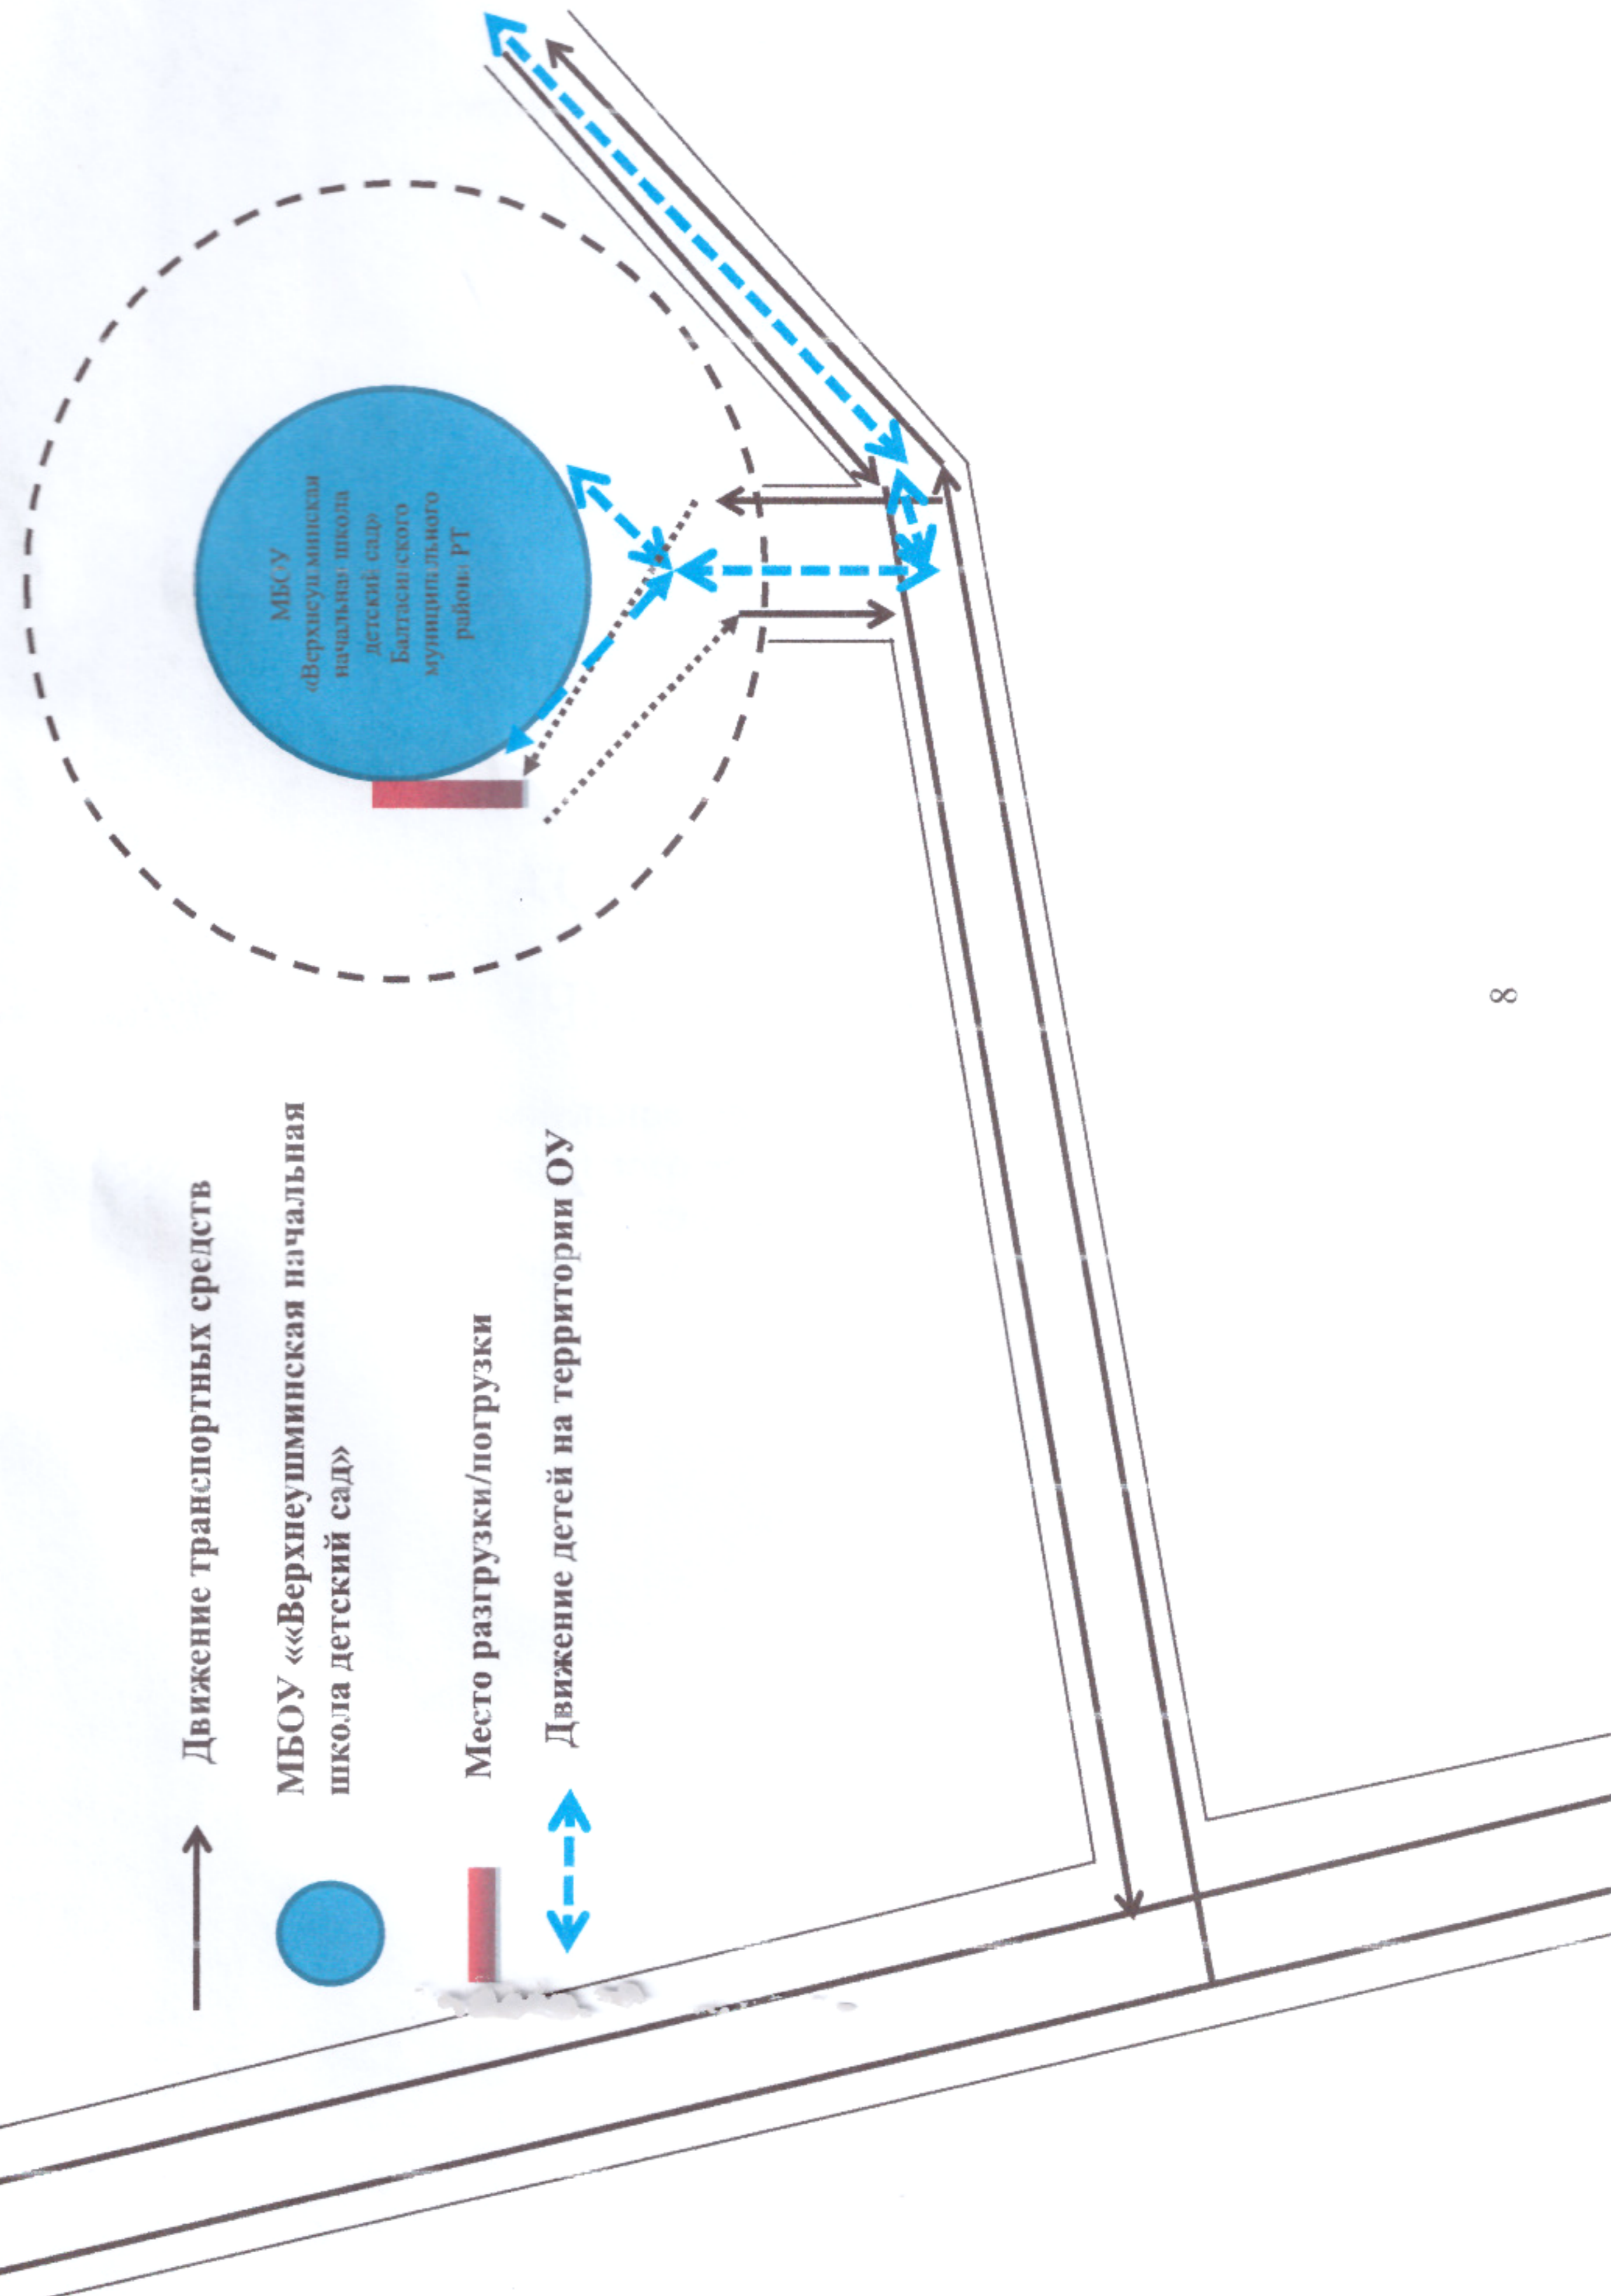 МБОУ
«Верхнеушминская
начальная школа
детский сад»
Балтасинского
муниципального
района РТ
Движение транспортных средств
МБОУ ««Верхнеушминская начальная
школа детский сад»
Место разгрузки/погрузки
Движение детей на территории ОУ
8